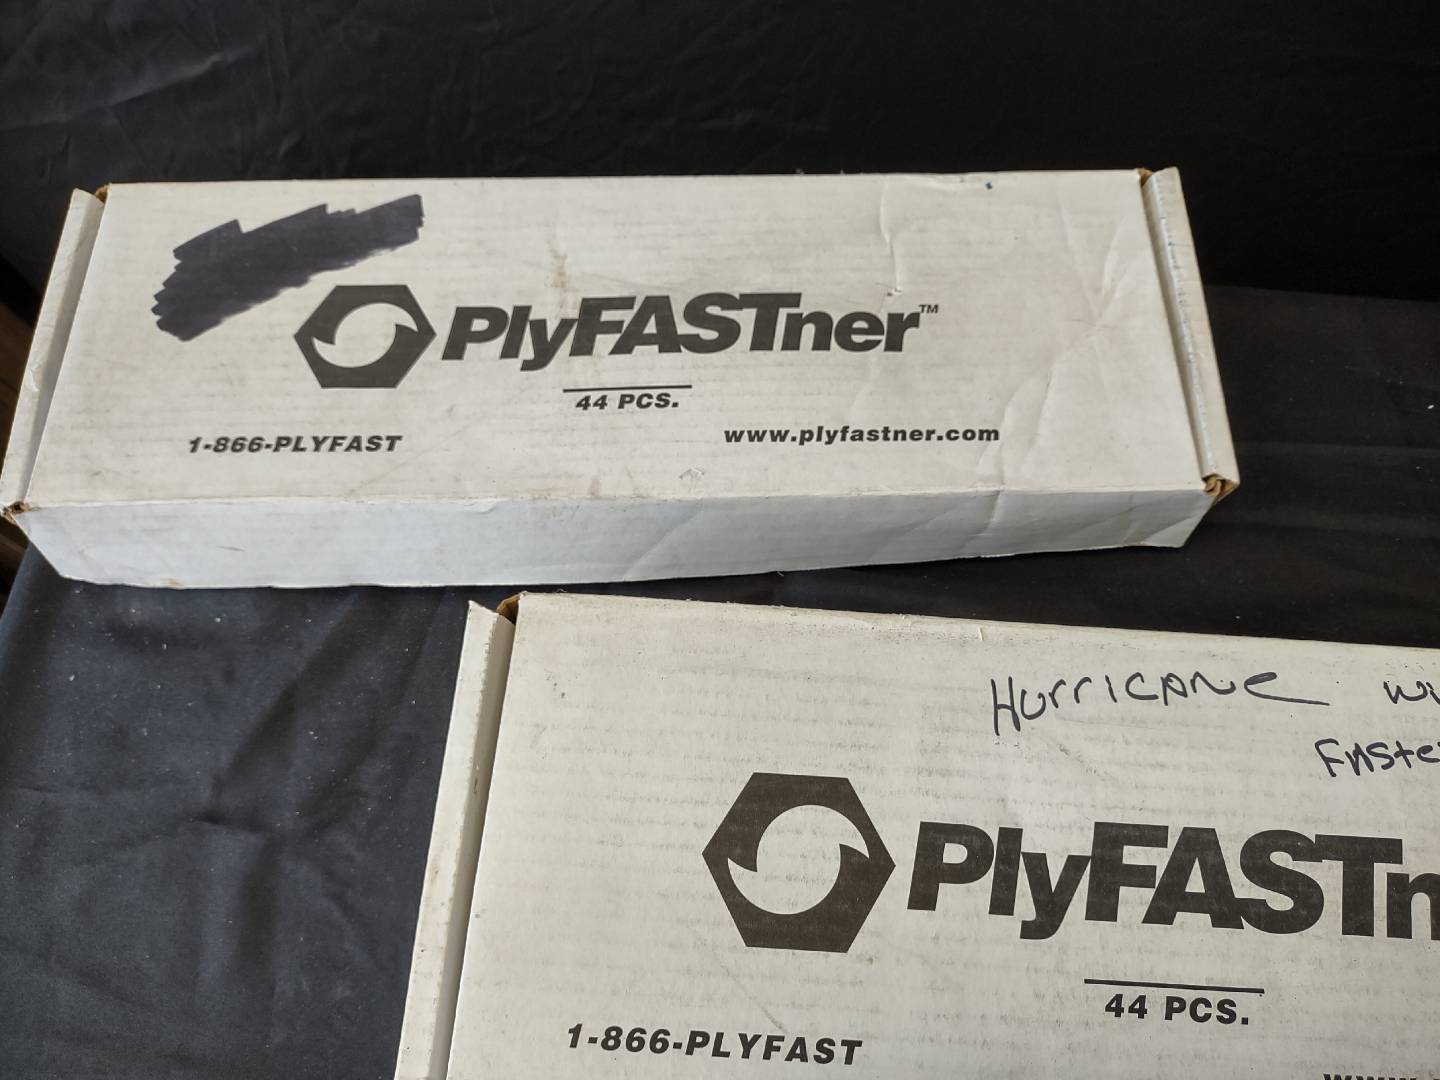 PlyFASTner™
44 PCS.
1-866-PLYFAST
www.plyfastner.com
Hurricane
PlyFASTn
44 PCS.
1-866-PLYFAST